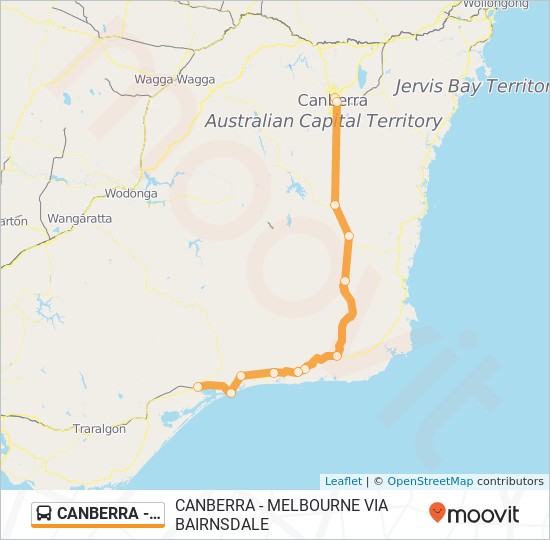 Wollongong
Wagga Wagga
Jervis Bay Territor
Canberra
Australian Capital Territory
Wodonga
arton
Wangaratta
Traralgon
Leaflet | © OpenStreetMap contributors
CANBERRA -...
CANBERRA - MELBOURNE VIA
BAIRNSDALE
moovit
moovit